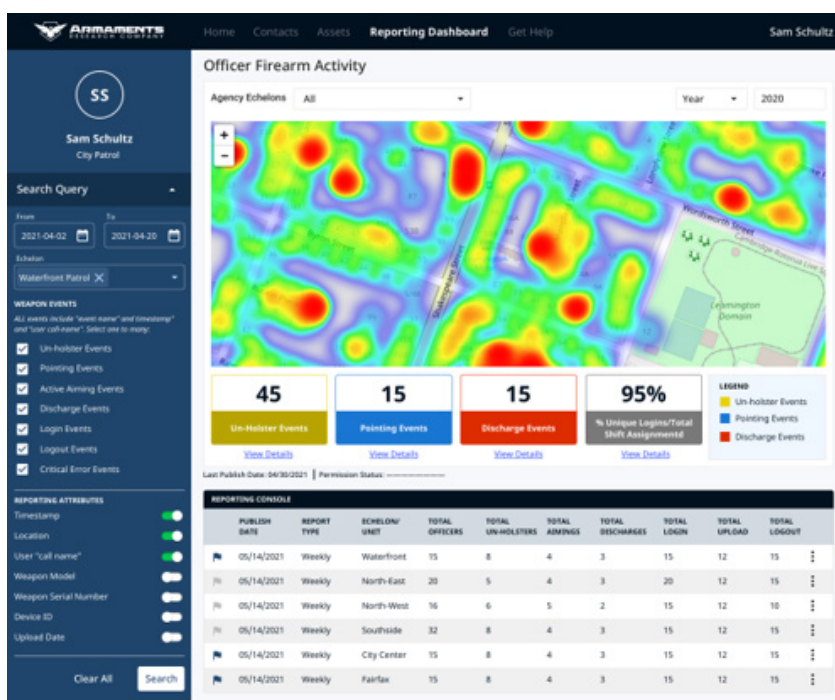 ARMAMENTS
RESEARCH COMPANY
Home Contacts Assets Reporting Dashboard Get Help Sam Schultz
SS
Sam Schultz
City Patrol
Search Query
From To
2021-04-02 2021-04-20
Echelon
Waterfront Patrol
WEAPON EVENTS
ALL events include "event name" and timestamp"
and "user call-name". Select one to many:
Un-holster Events
Pointing Events
Active Aiming Events
Discharge Events
Login Events
Logout Events
Critical Error Events
REPORTING ATTRIBUTES
Timestamp
Location
User "call name"
Weapon Model
Weapon Serial Number
Device ID
Upload Date
Clear All Search
Officer Firearm Activity
Agency Echelons All Year 2020
+
-
Shakespeare Street
Wordsworth Street
Leamington
Domain
45 15 15 95%
Un-Holster Events Pointing Events Discharge Events % Unique Logins/Total
Shift Assignmentd
View Details View Details View Details View Details
LEGEND
Un-holster Events
Pointing Events
Discharge Events
Last Publish Date: 04/30/2021 | Permission Status: ---------------
REPORTING CONSOLE
PUBLISH DATE REPORT TYPE ECHELON/ UNIT TOTAL OFFICERS TOTAL UN-HOLSTERS TOTAL AIMINGS TOTAL DISCHARGES TOTAL LOGIN TOTAL UPLOAD TOTAL LOGOUT
05/14/2021 Weekly Waterfront 15 8 4 3 15 12 15
05/14/2021 Weekly North-East 20 5 4 3 20 12 15
05/14/2021 Weekly North-West 16 6 5 2 15 12 10
05/14/2021 Weekly Southside 32 8 4 3 15 12 15
05/14/2021 Weekly City Center 15 8 4 3 15 12 15
05/14/2021 Weekly Fairfax 15 8 4 3 15 12 15